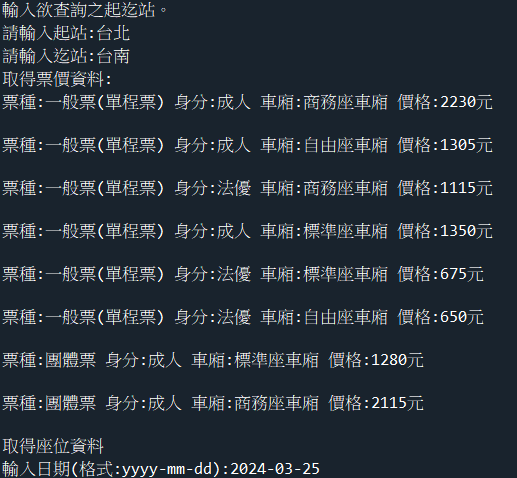 輸入欲查詢之起迄站。
請輸入起站:台北
請輸入迄站:台南
取得票價資料:
票種:一般票(單程票) 身分:成人 車廂:商務座車廂 價格:2230元
票種:一般票(單程票) 身分:成人 車廂:自由座車廂 價格:1305元
票種:一般票(單程票) 身分:法優 車廂:商務座車廂 價格:1115元
票種:一般票(單程票) 身分:成人 車廂:標準座車廂 價格:1350元
票種:一般票(單程票) 身分:法優 車廂:標準座車廂 價格:675元
票種:一般票(單程票) 身分:法優 車廂:自由座車廂 價格:650元
票種:團體票 身分:成人 車廂:標準座車廂 價格:1280元
票種:團體票 身分:成人 車廂:商務座車廂 價格:2115元
取得座位資料
輸入日期(格式:yyyy-mm-dd):2024-03-25